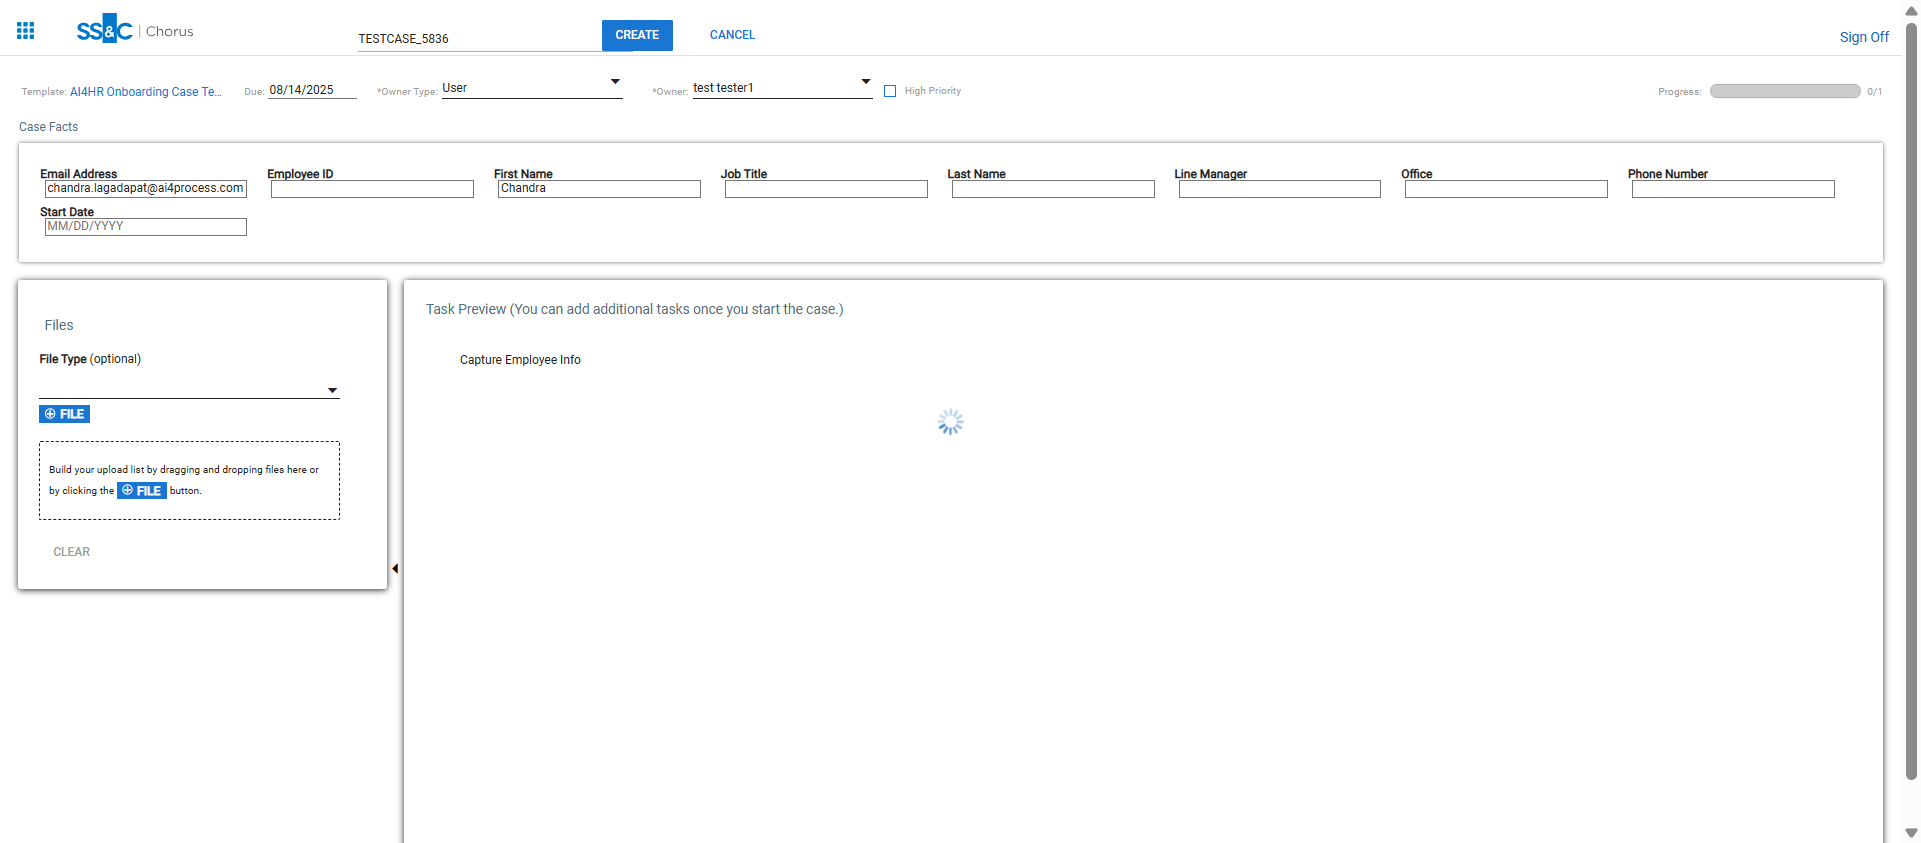 SS&C | Chorus
TESTCASE_5836
CREATE
CANCEL
Sign Off
Template: AI4HR Onboarding Case Te...
Due: 08/14/2025
*Owner Type: User
*Owner: test tester1
High Priority
Progress: 0/1
Case Facts
Email Address
chandra.lagadapat@ai4process.com
Employee ID
First Name
Chandra
Job Title
Last Name
Line Manager
Office
Phone Number
Start Date
MM/DD/YYYY
Files
File Type (optional)
FILE
Build your upload list by dragging and dropping files here or
by clicking the FILE button.
CLEAR
Task Preview (You can add additional tasks once you start the case.)
Capture Employee Info